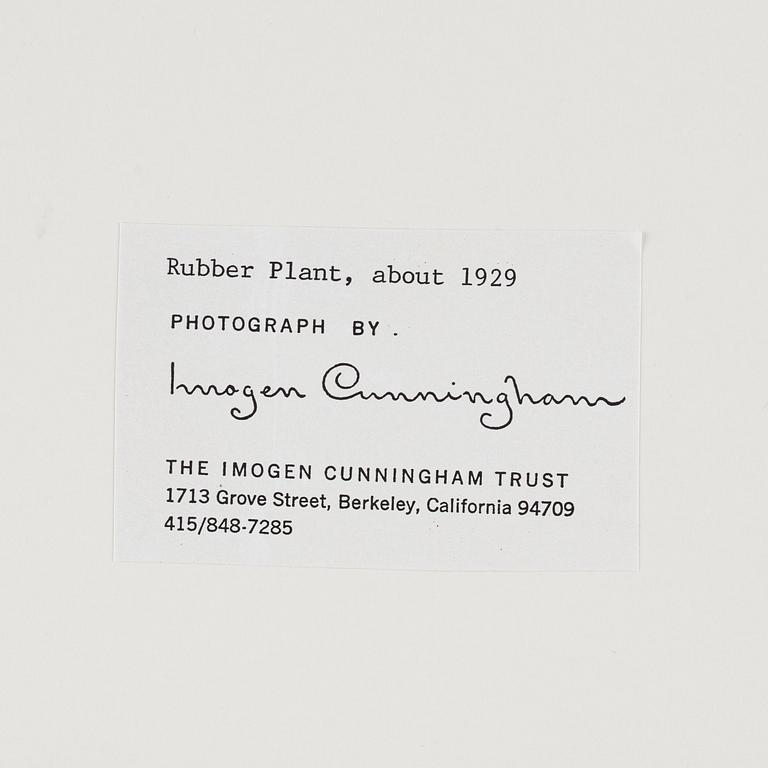 Rubber Plant, about 1929
PHOTOGRAPH BY.
Imogen Cunningham
THE IMOGEN CUNNINGHAM TRUST
1713 Grove Street, Berkeley, California 94709
415/848-7285